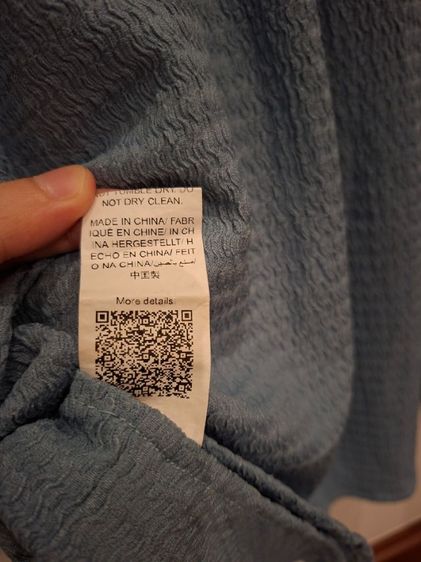 NOT TUMBLE DRY. DO
NOT DRY CLEAN.
MADE IN CHINA/ FABR
IQUÉ EN CHINE/ IN CH
INA HERGESTELLT/ H
ECHO EN CHINA/ FEIT
O NA CHINA/
中国製
More details